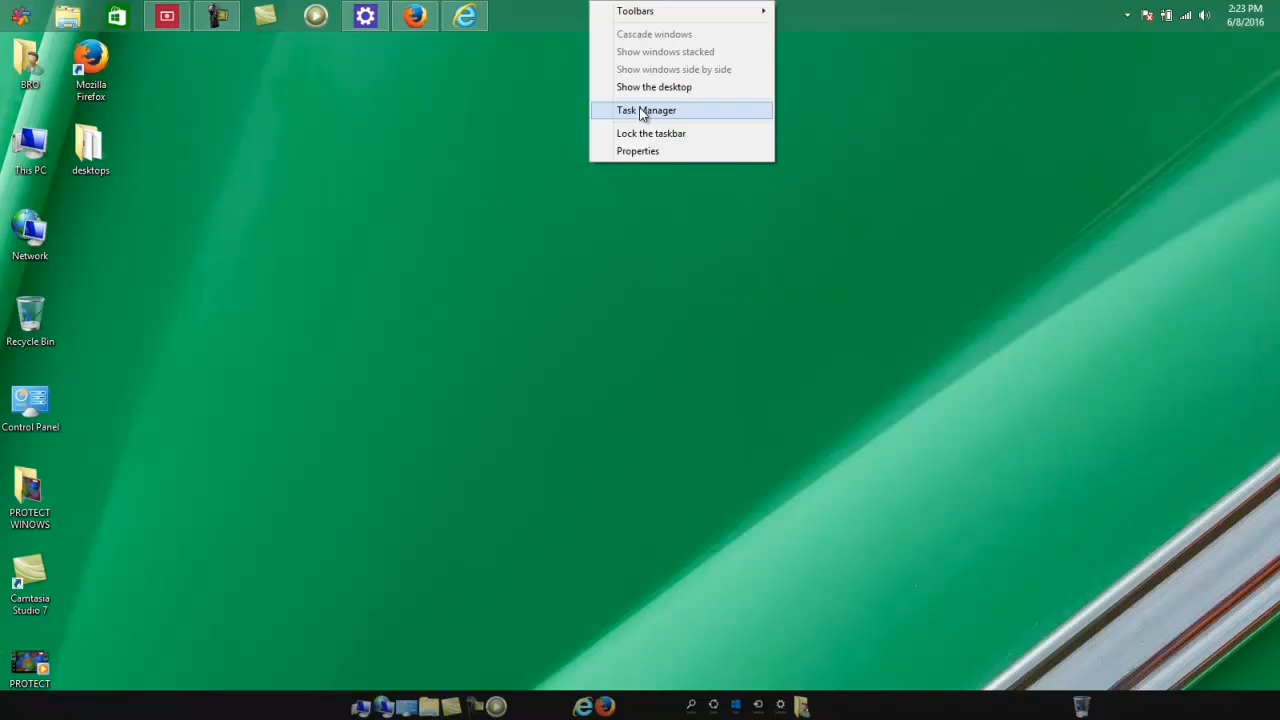 Toolbars
Cascade windows
Show windows stacked
Show windows side by side
Show the desktop
Task Manager
Lock the taskbar
Properties
2:23 PM
6/8/2016
BRO
Mozilla
Firefox
This PC
desktops
Network
Recycle Bin
Control Panel
PROTECT
WINOWS
Camtasia
Studio 7
PROTECT